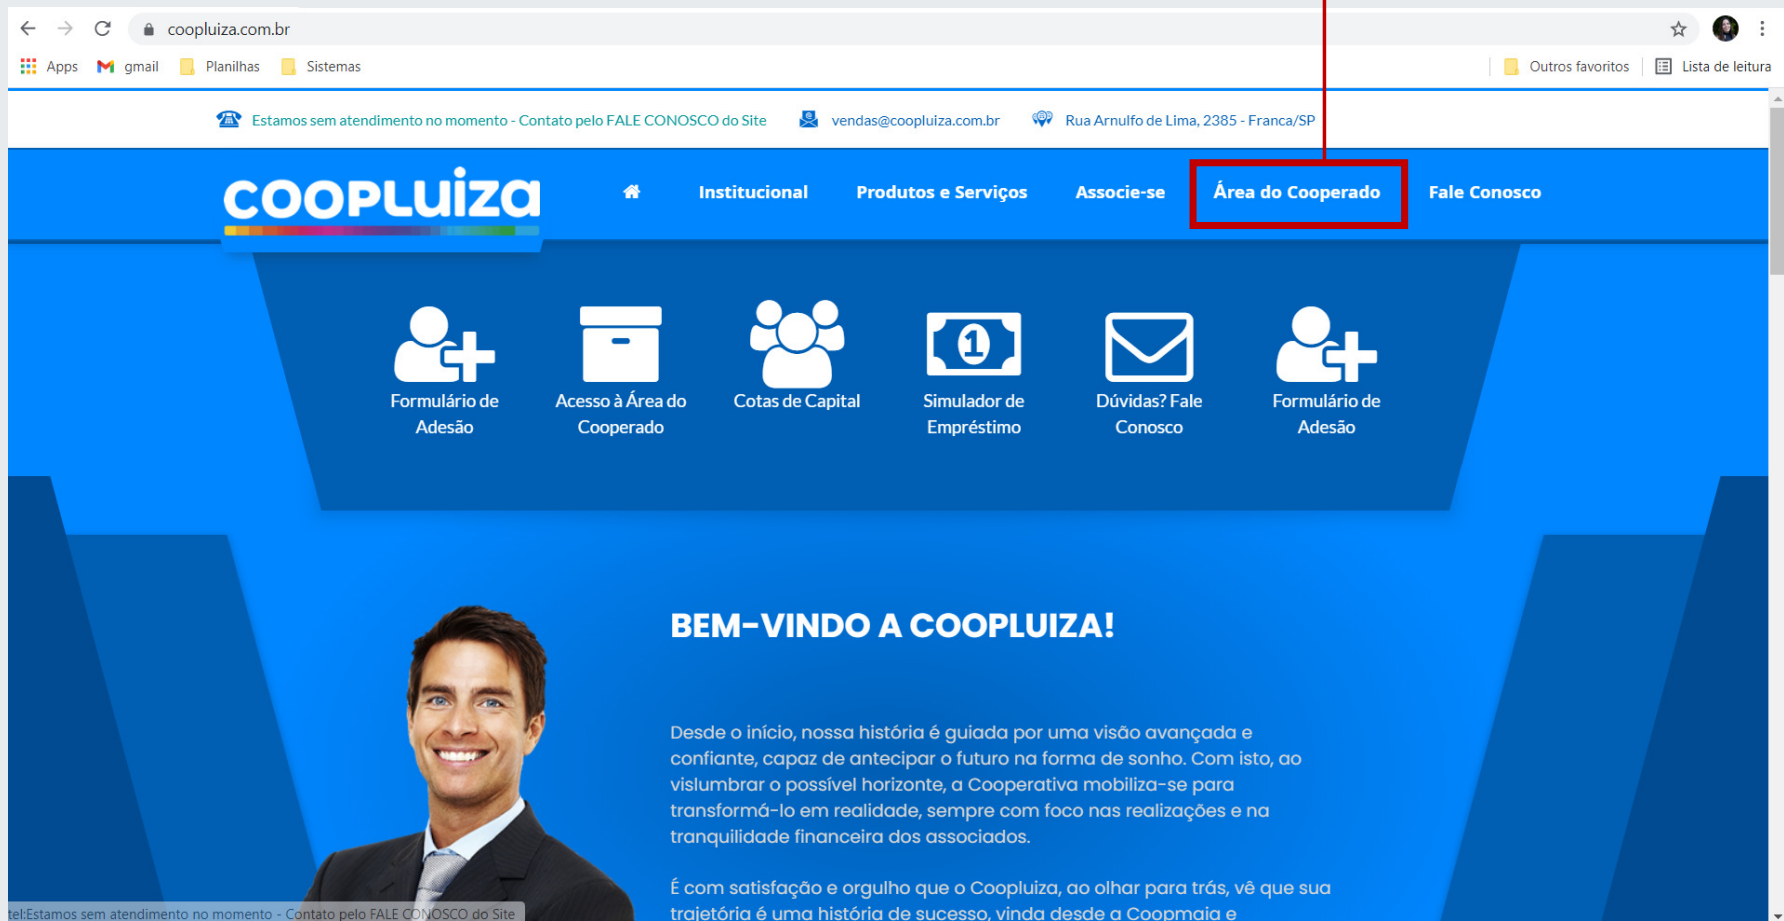 coopluiza.com.br
Apps gmail Planilhas Sistemas Outros favoritos Lista de leitura
Estamos sem atendimento no momento - Contato pelo FALE CONOSCO do Site vendas@coopluiza.com.br Rua Arnulfo de Lima, 2385 - Franca/SP
coopluiza Institucional Produtos e Serviços Associe-se Área do Cooperado Fale Conosco
1
Formulário de Acesso à Área do Cotas de Capital Simulador de Dúvidas? Fale Formulário de
Adesão Cooperado Empréstimo Conosco Adesão
BEM-VINDO A COOPLUIZA!
Desde o início, nossa história é guiada por uma visão avançada e
confiante, capaz de antecipar o futuro na forma de sonho. Com isto, ao
vislumbrar o possível horizonte, a Cooperativa mobiliza-se para
transformá-lo em realidade, sempre com foco nas realizações e na
tranquilidade financeira dos associados.
É com satisfação e orgulho que o Coopluiza, ao olhar para trás, vê que sua
trajetória é uma história de sucesso, vinda desde a Coopmaia e
tel:Estamos sem atendimento no momento - Contato pelo FALE CONOSCO do Site